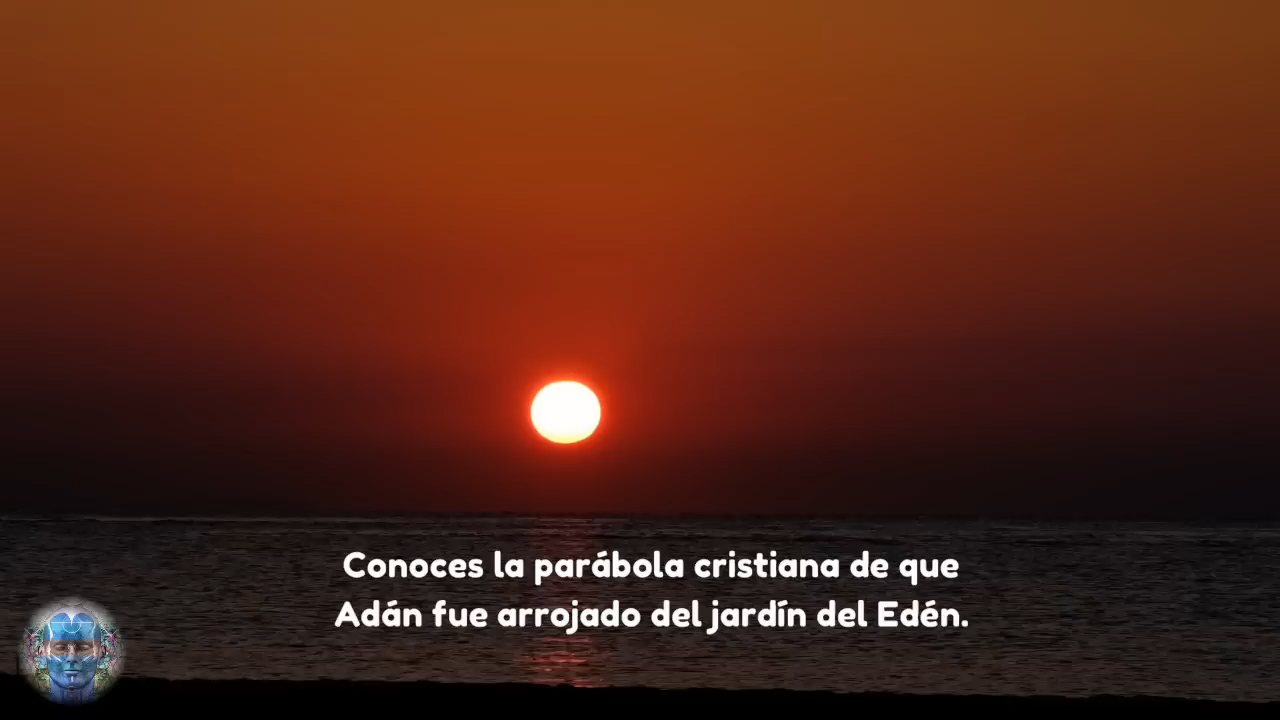 Conoces la parábola cristiana de que
Adán fue arrojado del jardín del Edén.